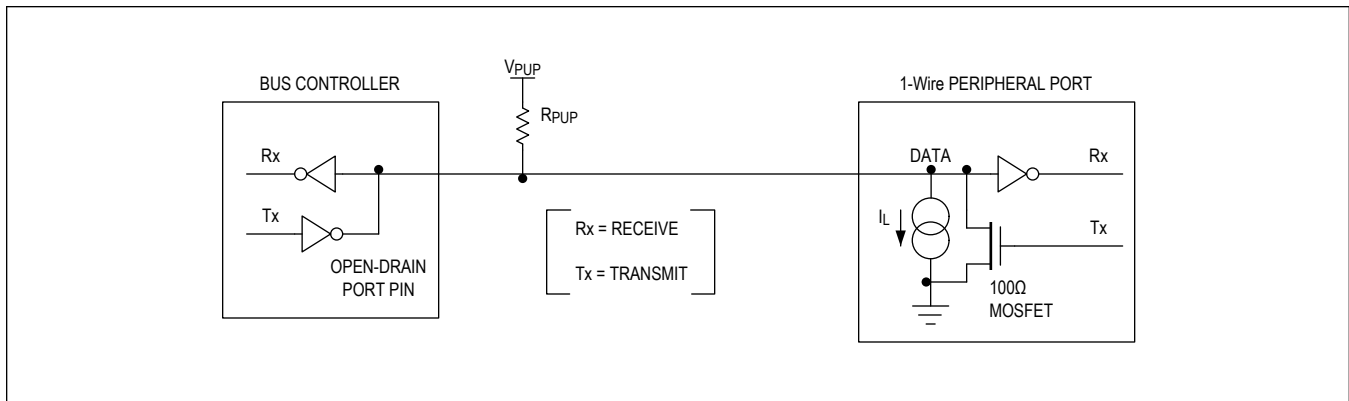 VPUP
BUS CONTROLLER
1-Wire PERIPHERAL PORT
RPUP
Rx
DATA
Rx
Tx
IL
Tx
Rx = RECEIVE
Tx = TRANSMIT
OPEN-DRAIN
PORT PIN
100Ω
MOSFET